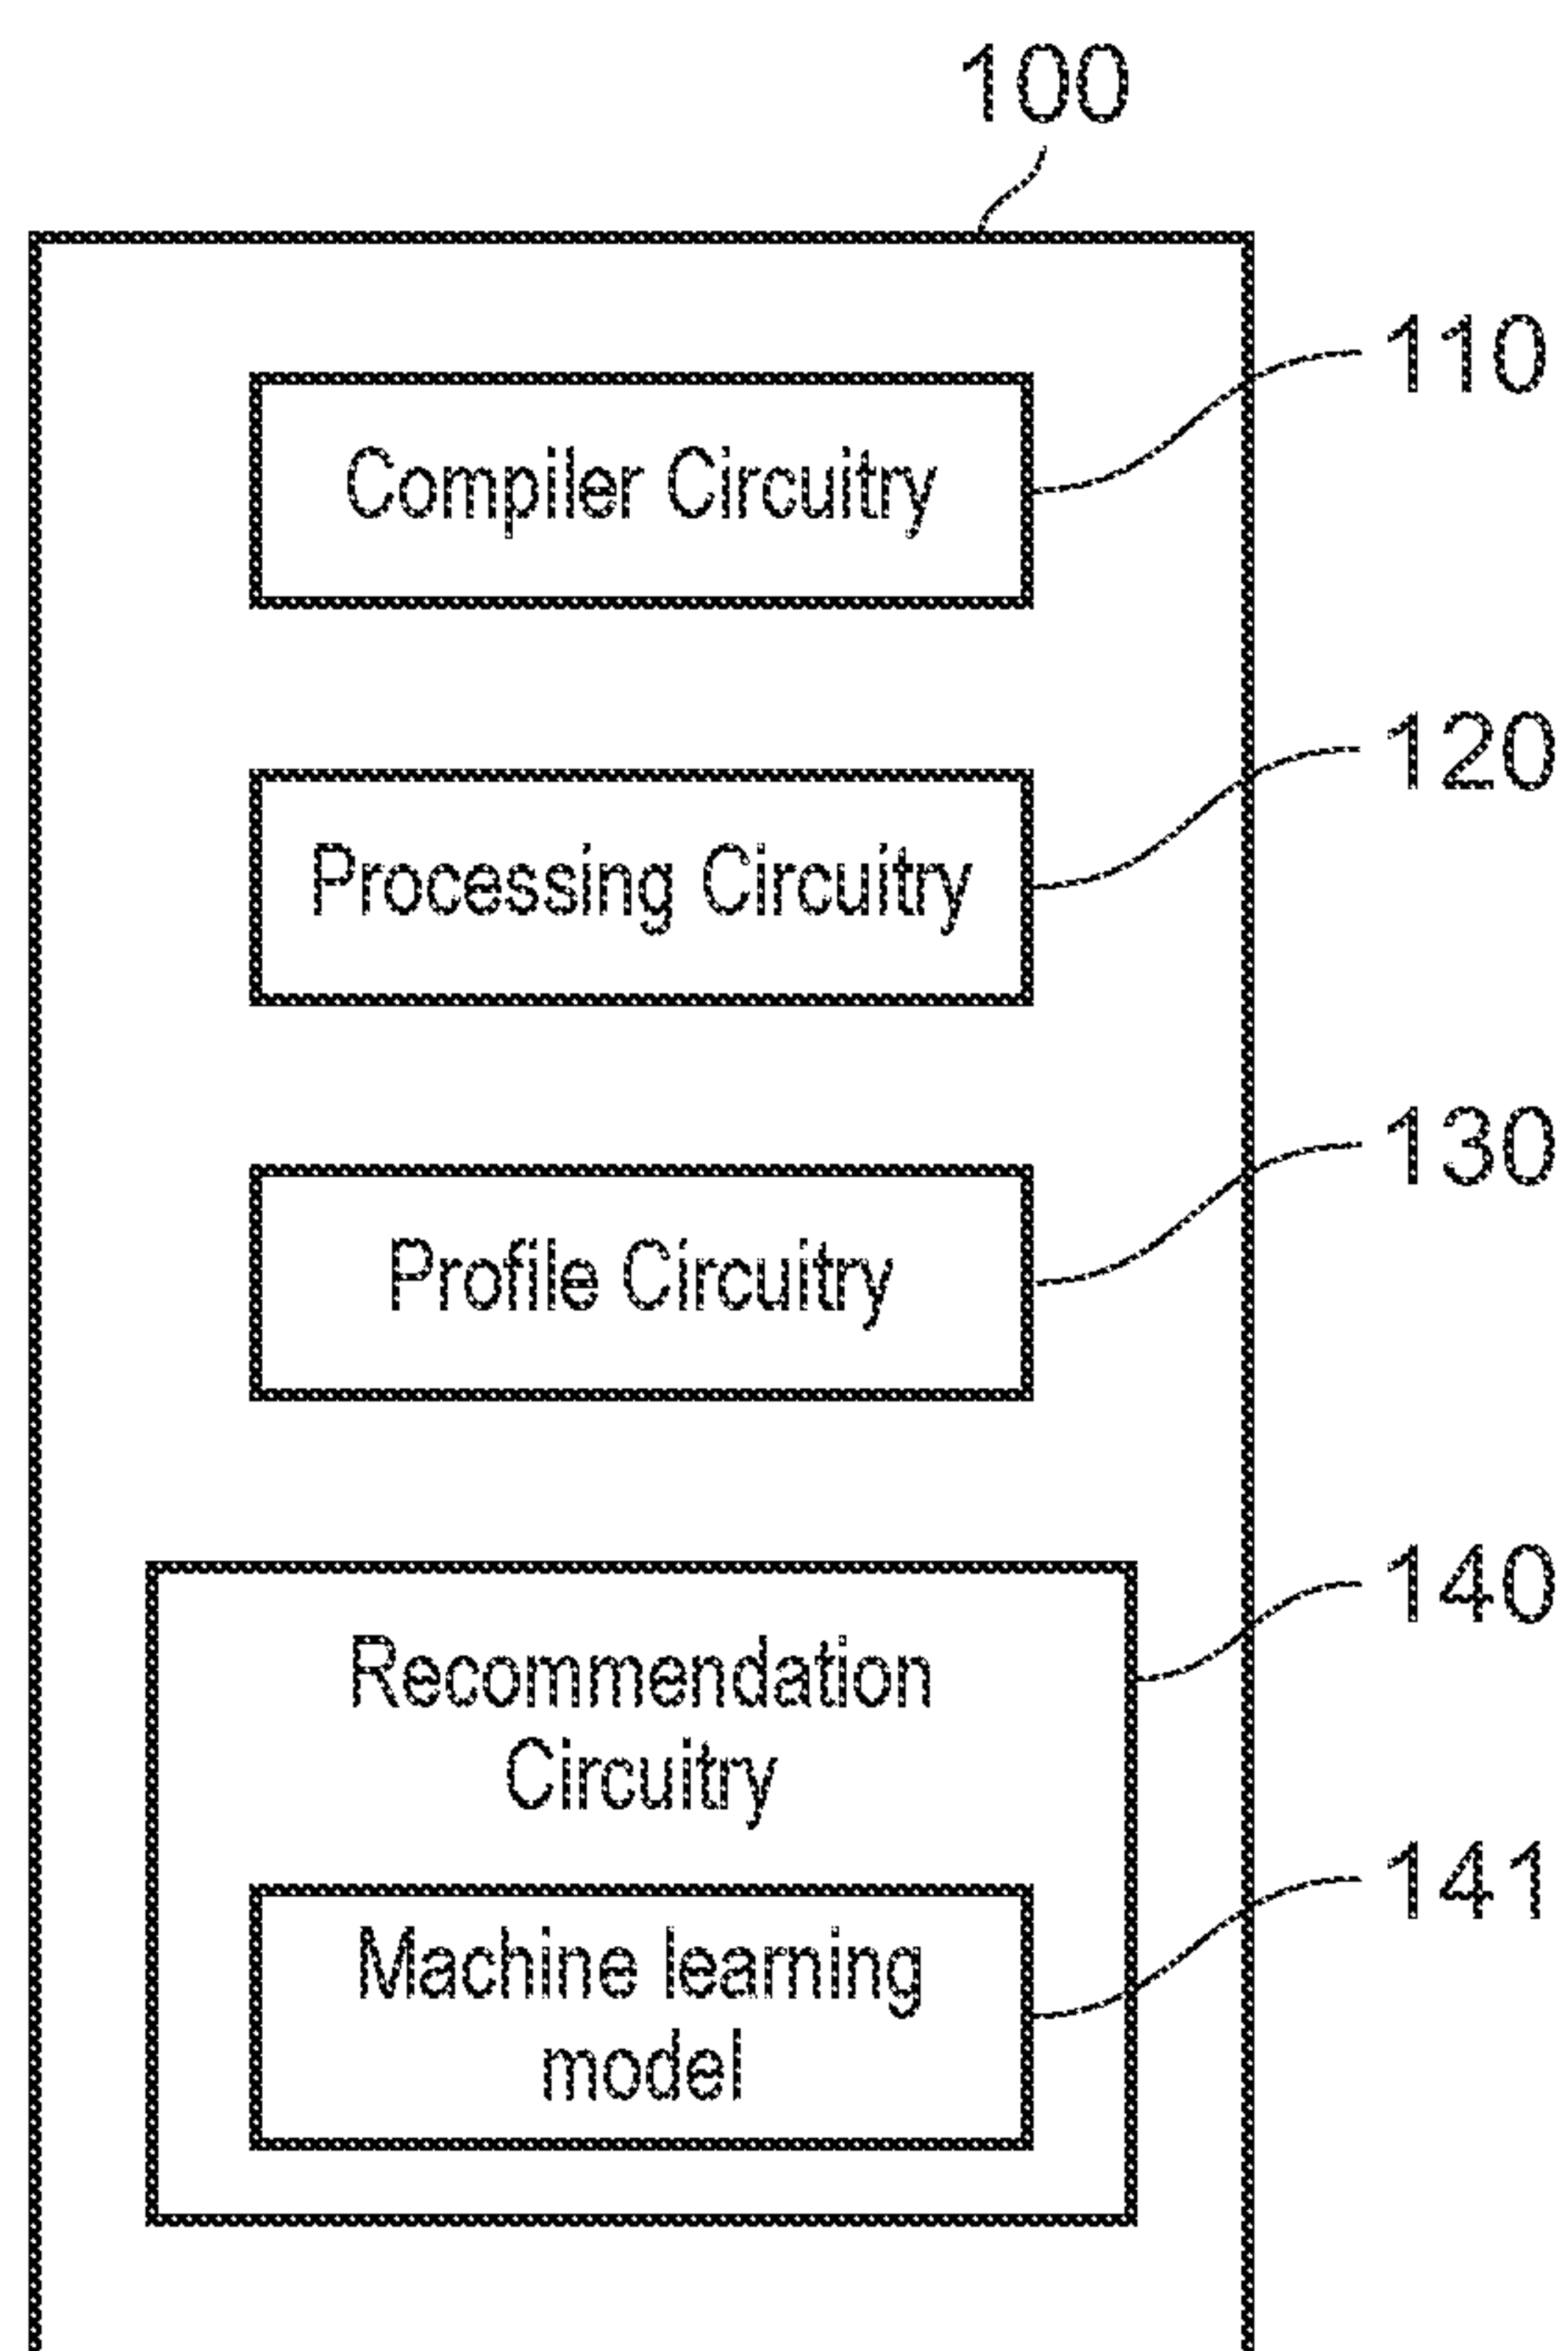 100
110
Compiler Circuitry
120
Processing Circuitry
130
Profile Circuitry
140
Recommendation
Circuitry
141
Machine learning
model